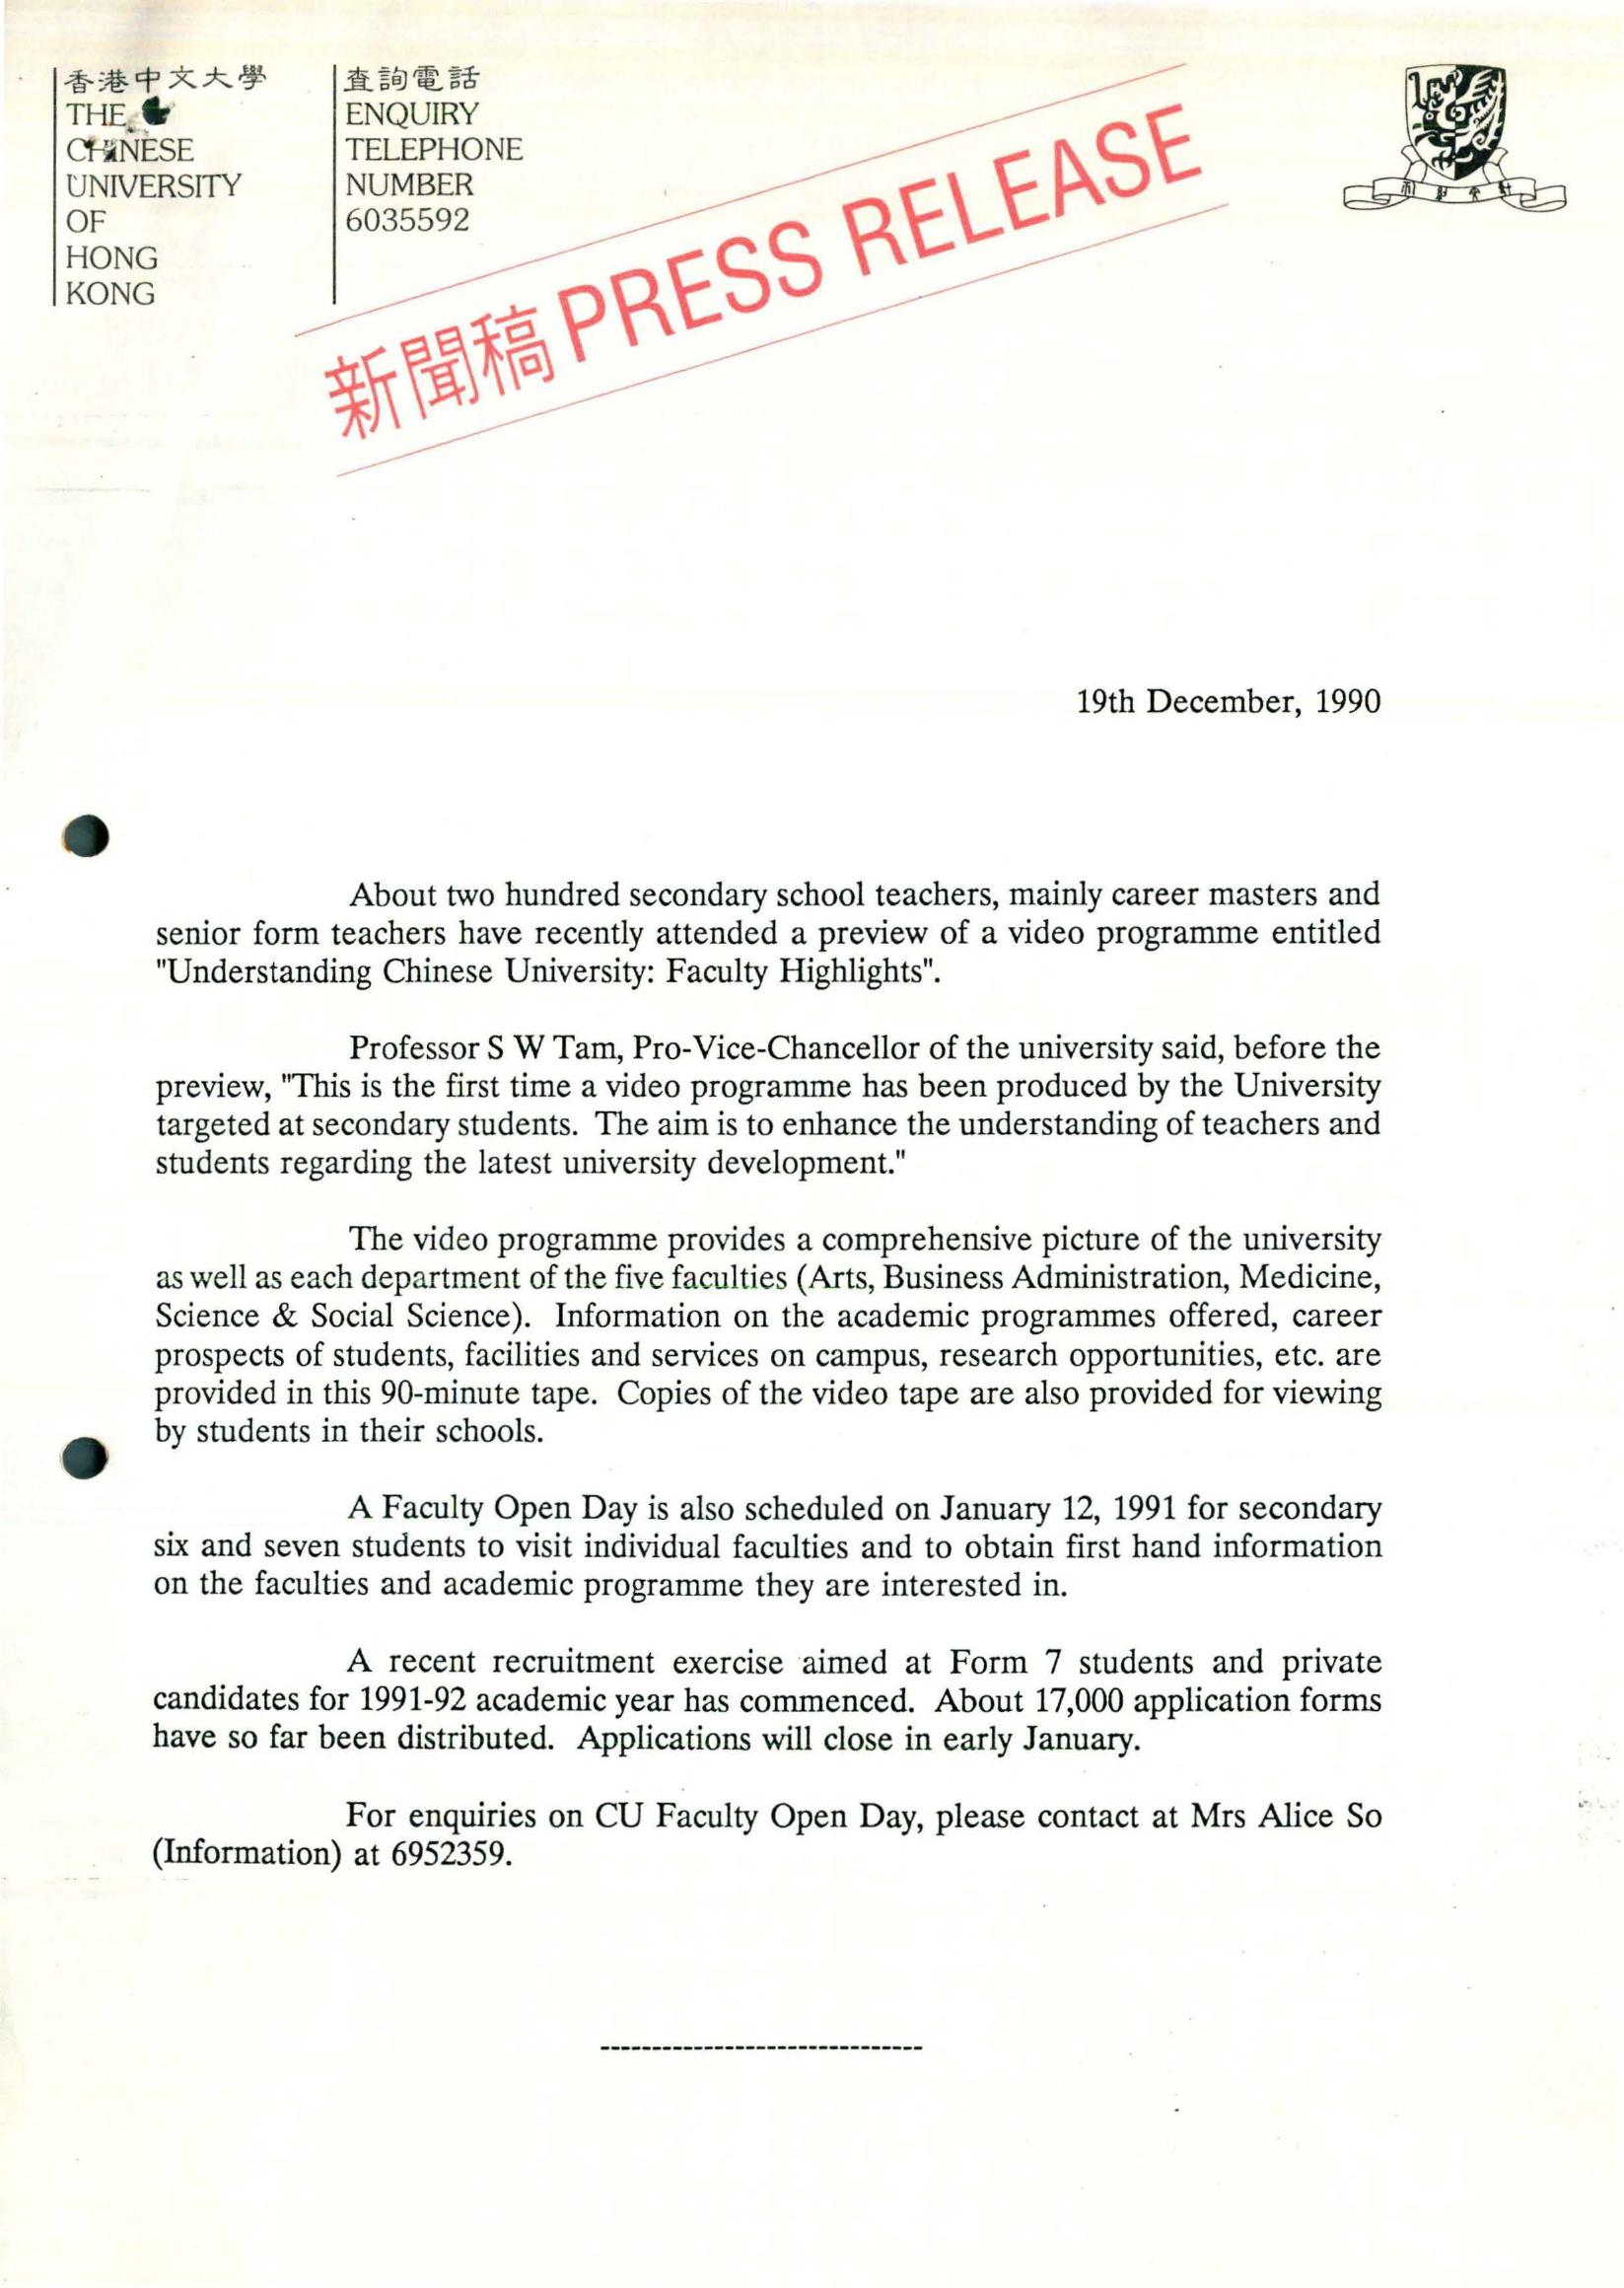 香港中文大學
THE
CHINESE
UNIVERSITY
OF
HONG
KONG
查詢電話
ENQUIRY
TELEPHONE
NUMBER
6035592
新聞稿 PRESS RELEASE
19th December, 1990
About two hundred secondary school teachers, mainly career masters and
senior form teachers have recently attended a preview of a video programme entitled
"Understanding Chinese University: Faculty Highlights".
Professor S W Tam, Pro-Vice-Chancellor of the university said, before the
preview, "This is the first time a video programme has been produced by the University
targeted at secondary students. The aim is to enhance the understanding of teachers and
students regarding the latest university development."
The video programme provides a comprehensive picture of the university
as well as each department of the five faculties (Arts, Business Administration, Medicine,
Science & Social Science). Information on the academic programmes offered, career
prospects of students, facilities and services on campus, research opportunities, etc. are
provided in this 90-minute tape. Copies of the video tape are also provided for viewing
by students in their schools.
A Faculty Open Day is also scheduled on January 12, 1991 for secondary
six and seven students to visit individual faculties and to obtain first hand information
on the faculties and academic programme they are interested in.
A recent recruitment exercise aimed at Form 7 students and private
candidates for 1991-92 academic year has commenced. About 17,000 application forms
have so far been distributed. Applications will close in early January.
For enquiries on CU Faculty Open Day, please contact at Mrs Alice So
(Information) at 6952359.
-------------------------------